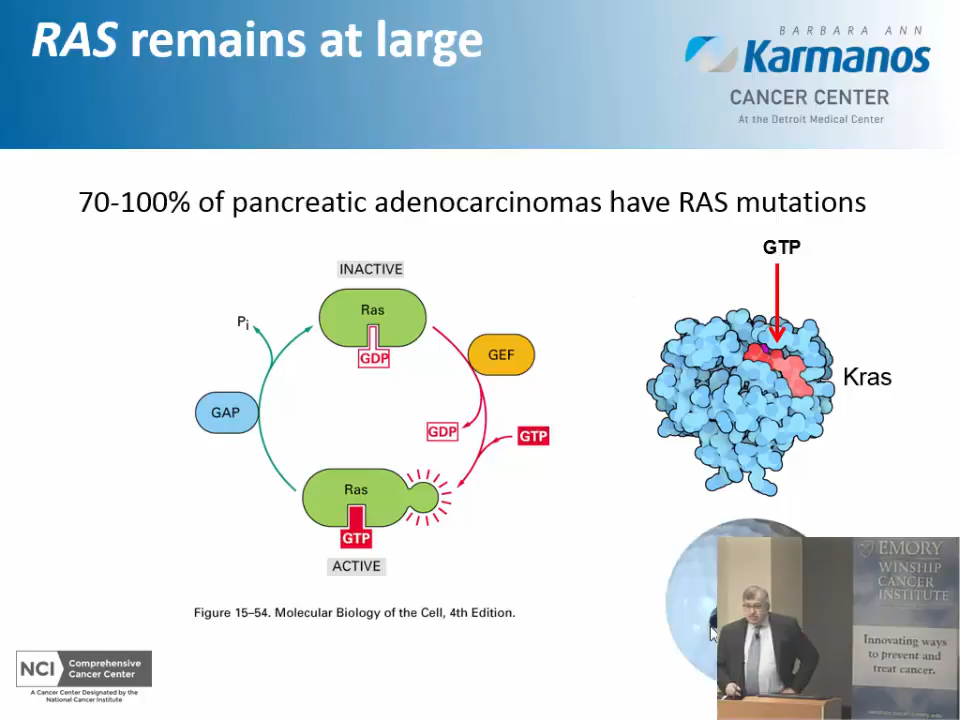 RAS remains at large
BARBARA ANN
Karmanos
CANCER CENTER
At the Detroit Medical Center
70-100% of pancreatic adenocarcinomas have RAS mutations
GTP
INACTIVE
Ras
Pi
GDP
GEF
Kras
GAP
GDP
GTP
Ras
GTP
ACTIVE
Figure 15–54. Molecular Biology of the Cell, 4th Edition.
EMORY
WINSHIP
CANCER
INSTITUTE
Innovating ways
to prevent and
treat cancer.
NCI
Comprehensive
Cancer Center
A Cancer Center Designated by the
National Cancer Institute